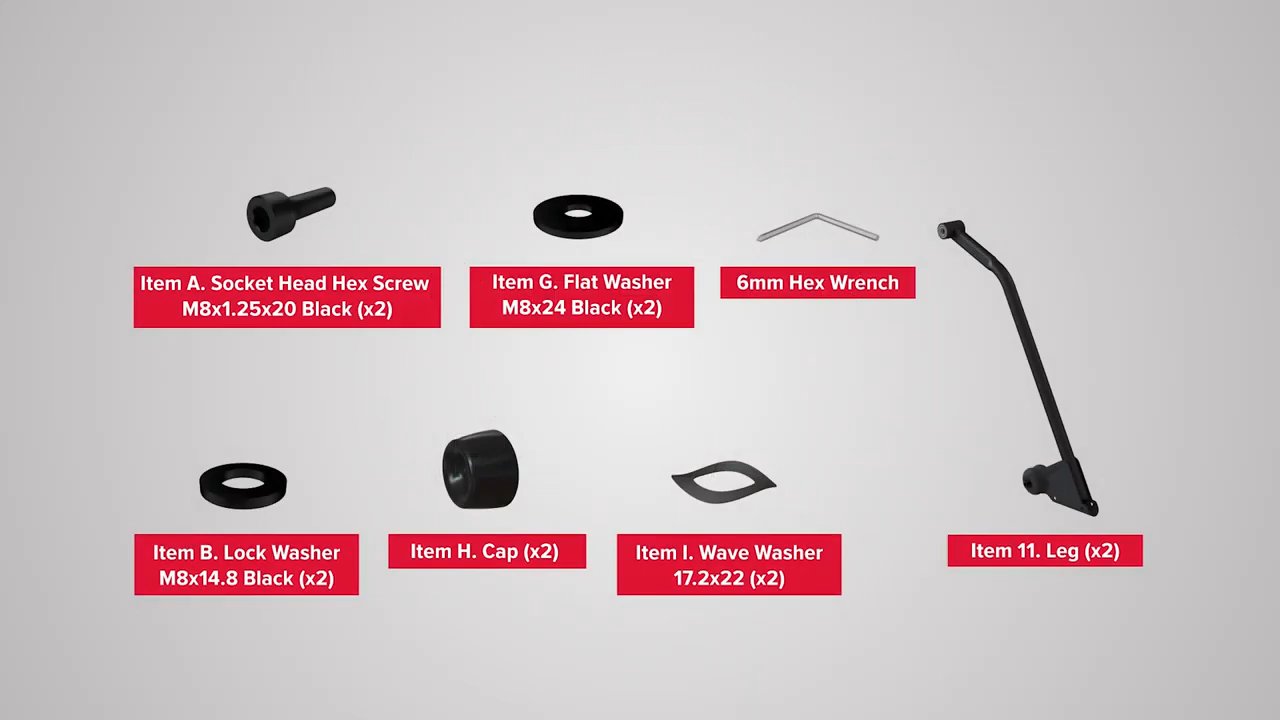 Item A. Socket Head Hex Screw
M8x1.25x20 Black (x2)
Item G. Flat Washer
M8x24 Black (x2)
6mm Hex Wrench
Item B. Lock Washer
M8x14.8 Black (x2)
Item H. Cap (x2)
Item I. Wave Washer
17.2x22 (x2)
Item 11. Leg (x2)